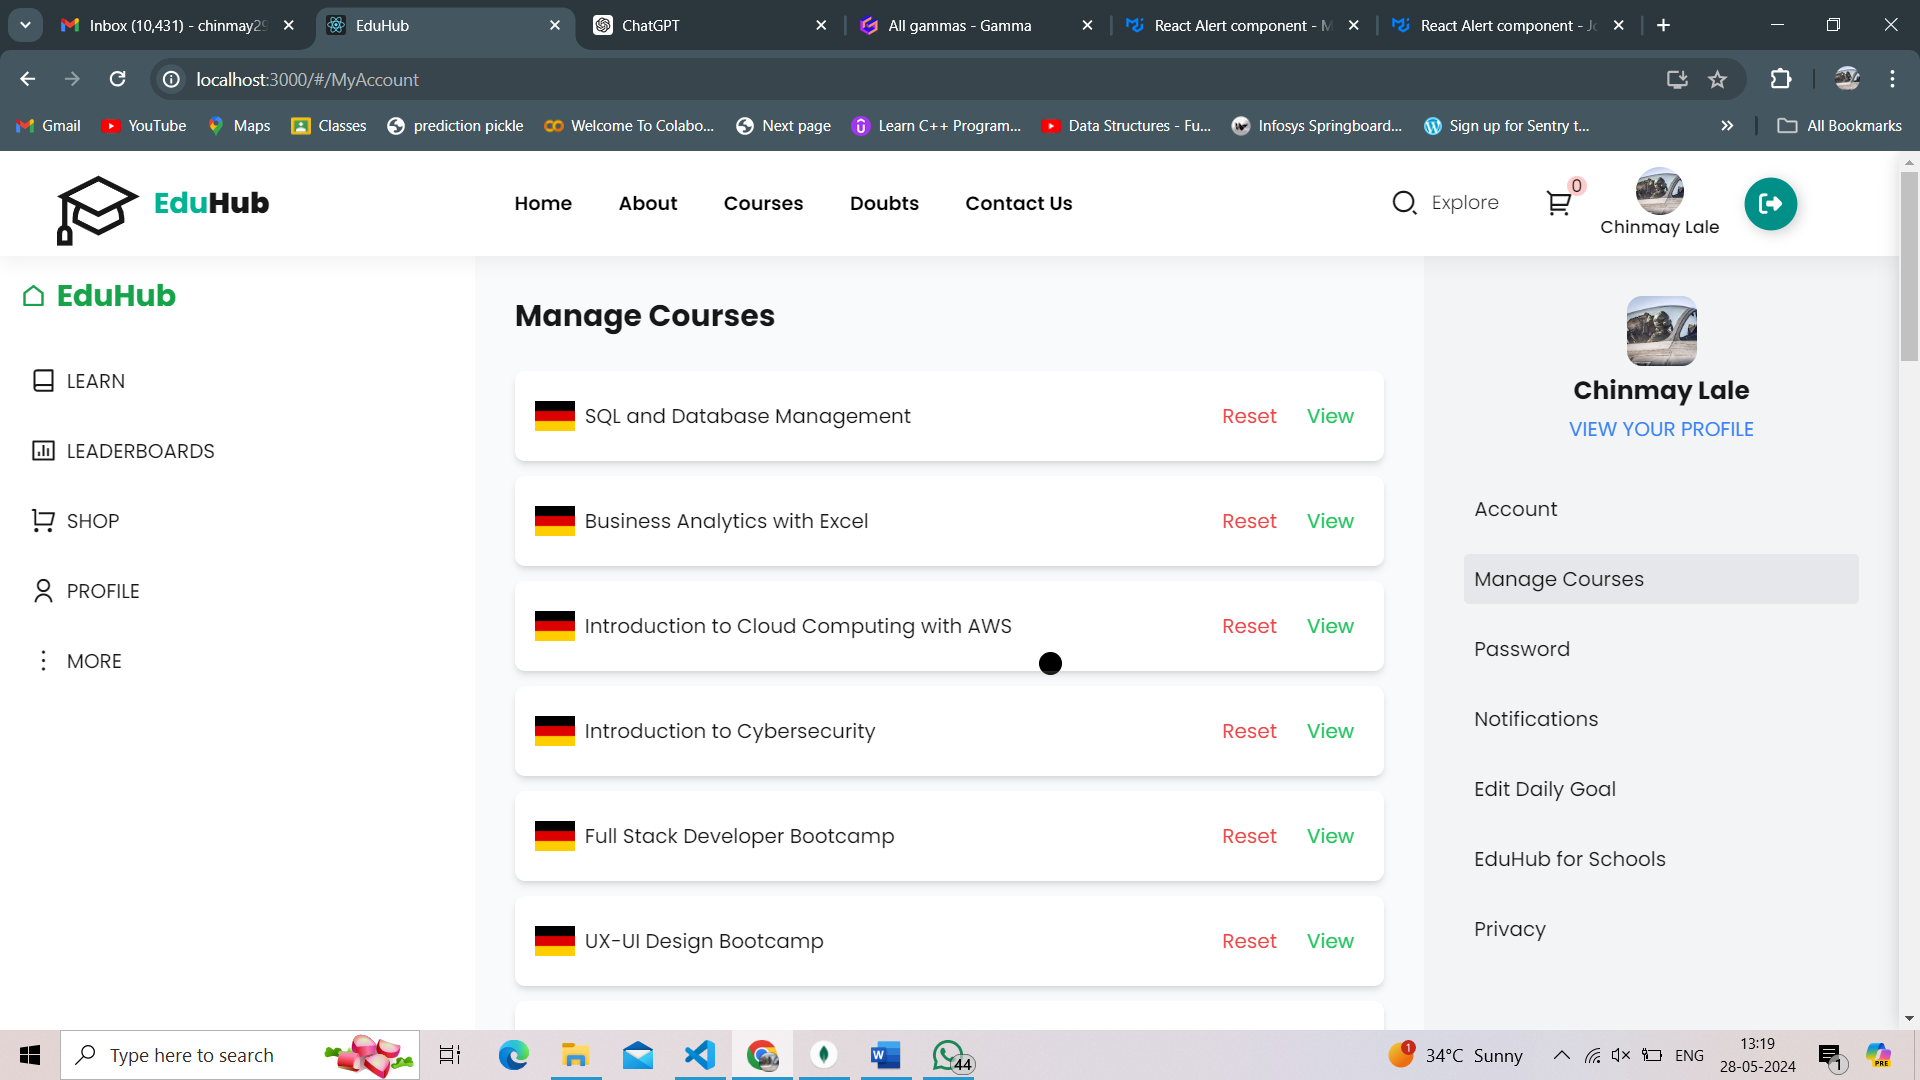 Inbox (10,431) - chinmay29
EduHub
ChatGPT
All gammas - Gamma
React Alert component - M
React Alert component - Jo
localhost:3000/#/MyAccount
Gmail
YouTube
Maps
Classes
prediction pickle
Welcome To Colabo...
Next page
Learn C++ Program...
Data Structures - Fu...
Infosys Springboard...
Sign up for Sentry t...
All Bookmarks
EduHub
Home
About
Courses
Doubts
Contact Us
Explore
0
Chinmay Lale
EduHub
LEARN
LEADERBOARDS
SHOP
PROFILE
MORE
Manage Courses
SQL and Database Management Reset View
Business Analytics with Excel Reset View
Introduction to Cloud Computing with AWS Reset View
Introduction to Cybersecurity Reset View
Full Stack Developer Bootcamp Reset View
UX-UI Design Bootcamp Reset View
Chinmay Lale
VIEW YOUR PROFILE
Account
Manage Courses
Password
Notifications
Edit Daily Goal
EduHub for Schools
Privacy
Type here to search
W
44
1
34°C Sunny
ENG
13:19
28-05-2024
1
PRE